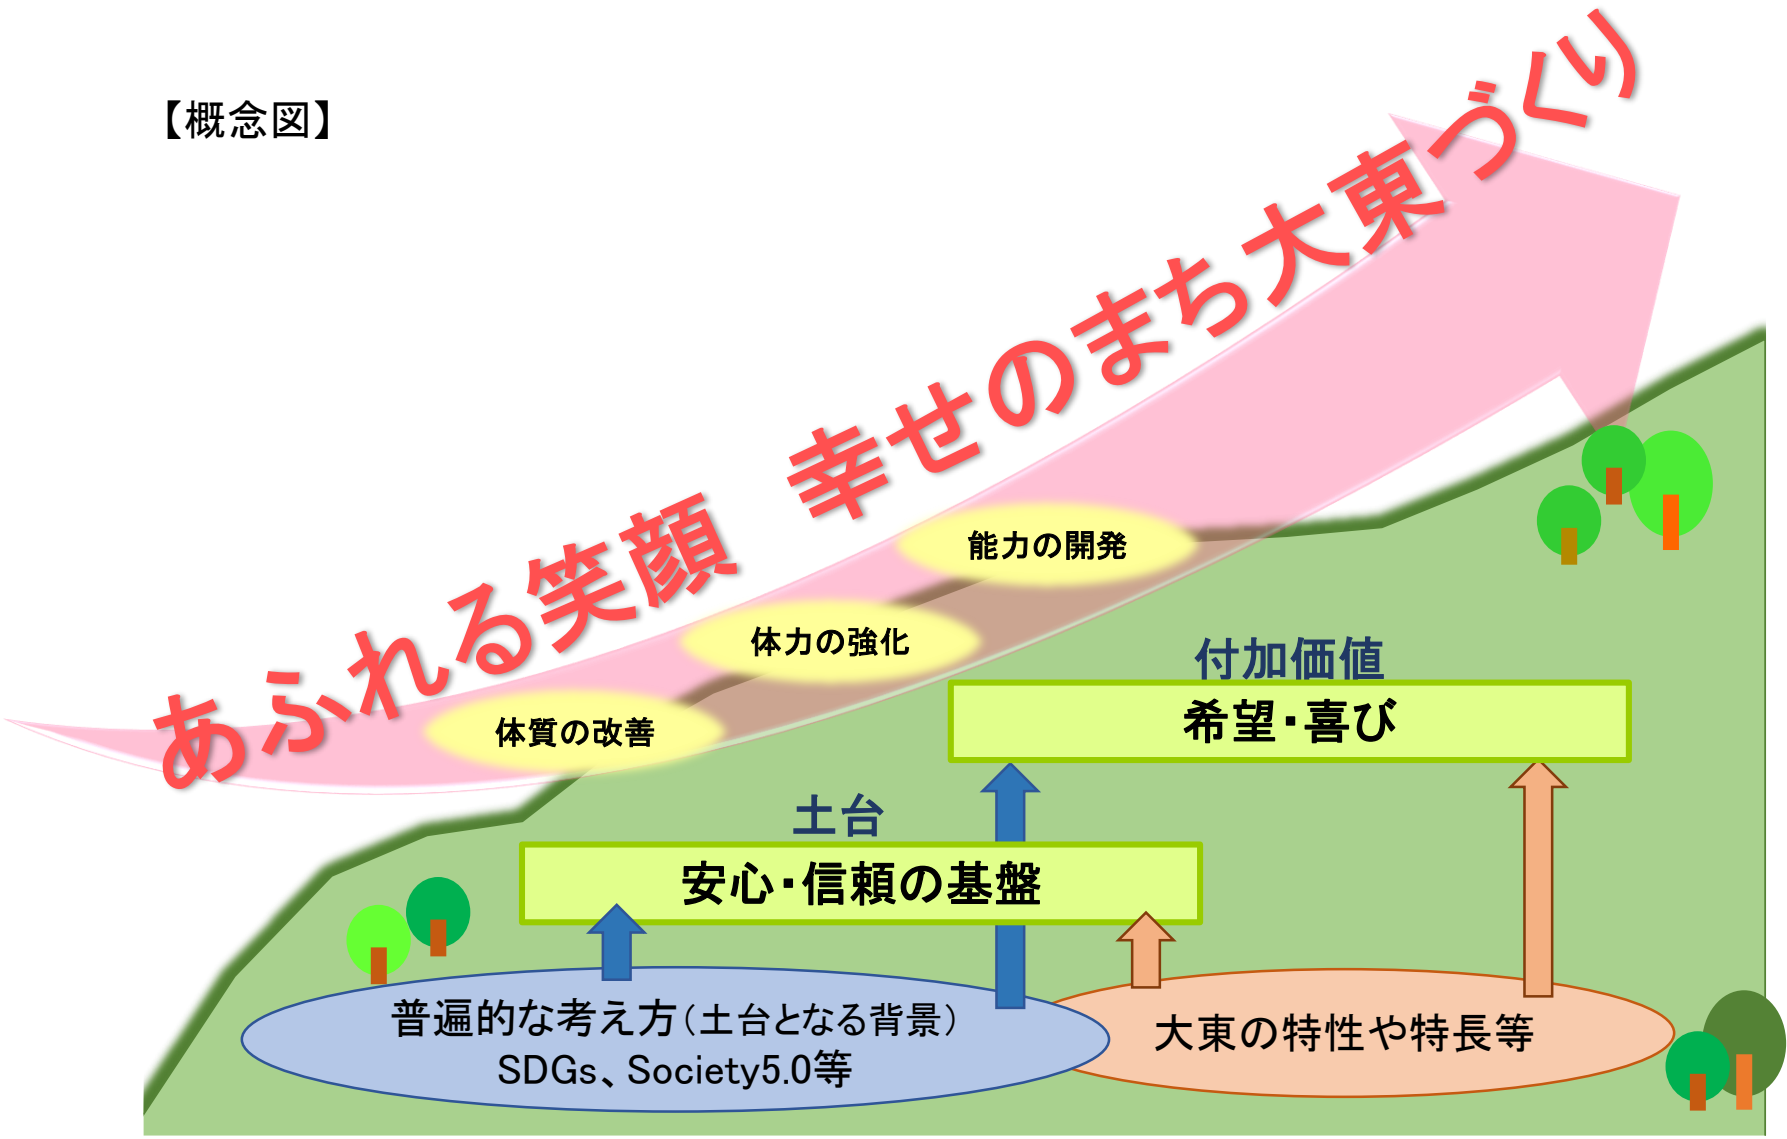 【概念図】
あふれる笑顔　幸せのまち大東づくり
能力の開発
体力の強化
体質の改善
付加価値
希望・喜び
土台
安心・信頼の基盤
普遍的な考え方（土台となる背景）
SDGs、Society5.0等
大東の特性や特長等